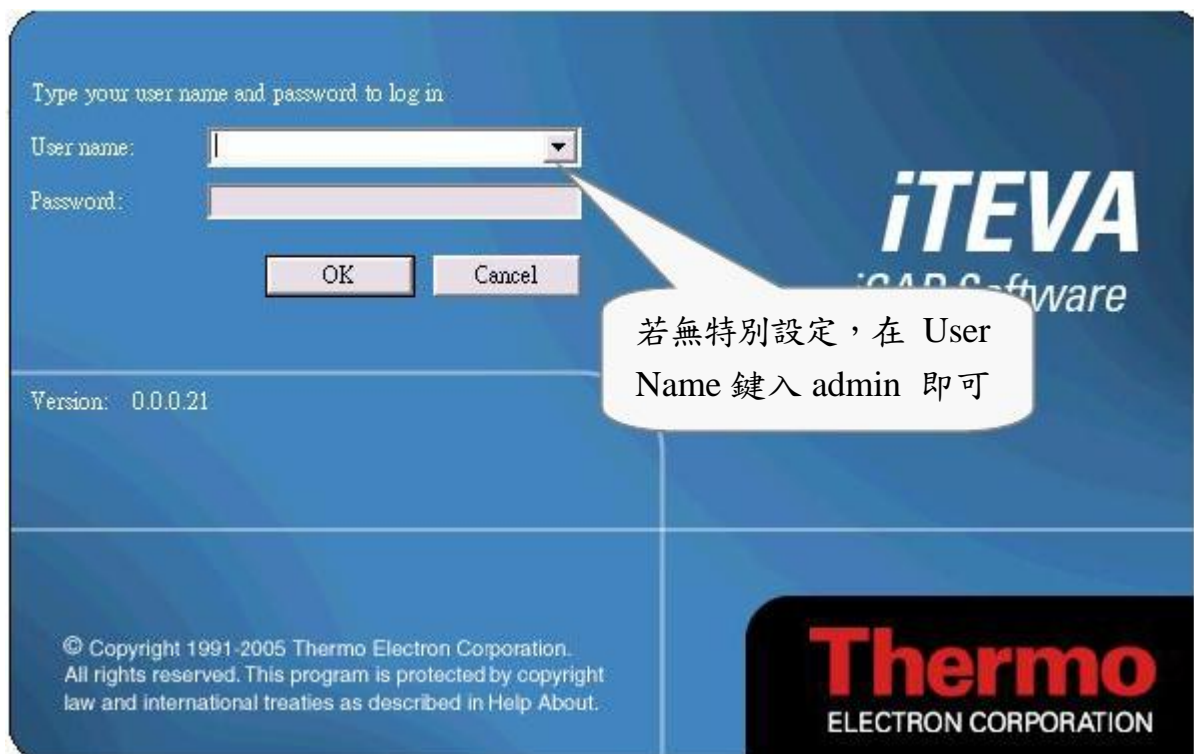 Type your user name and password to log in
User name:
Password:
OK Cancel
iTEVA
Software
若無特別設定，在 User
Name 鍵入 admin 即可
Version: 0.0.0.21
© Copyright 1991-2005 Thermo Electron Corporation.
All rights reserved. This program is protected by copyright
law and international treaties as described in Help About.
Thermo
ELECTRON CORPORATION